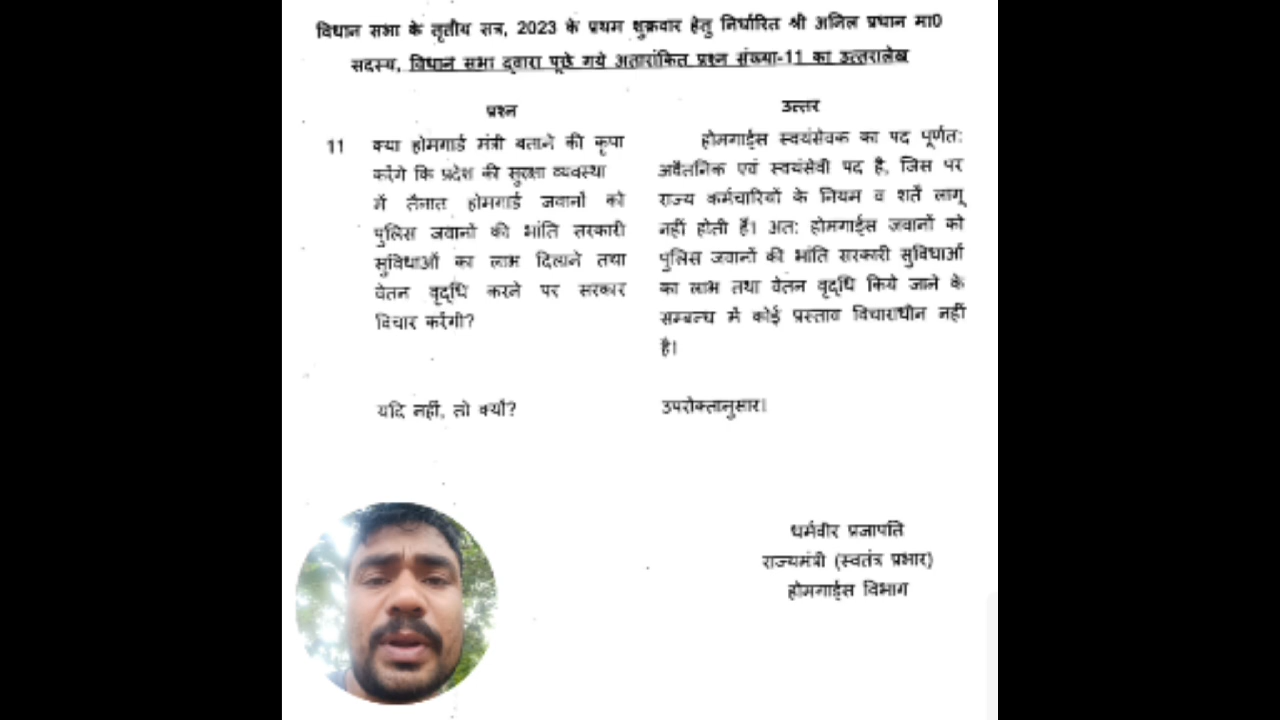 विधान सभा के तृतीय सत्र, 2023 के प्रथम शुक्रवार हेतु निर्धारित श्री अनिल प्रधान मा0
सदस्य, विधान सभा द्वारा पूछे गये अतारांकित प्रश्न संख्या-11 का उत्तरालेख
प्रश्न
11 क्या होमगार्ड मंत्री बताने की कृपा
करेंगे कि प्रदेश की सुरक्षा व्यवस्था
में तैनात होमगार्ड जवानों को
पुलिस जवानों की भांति सरकारी
सुविधाओं का लाभ दिलाने तथा
वेतन वृद्धि करने पर सरकार
विचार करेंगी?
यदि नहीं, तो क्यों?
उत्तर
होमगार्ड्स स्वयंसेवक का पद पूर्णत:
अवैतनिक एवं स्वयंसेवी पद है, जिस पर
राज्य कर्मचारियों के नियम व शर्तें लागू
नहीं होती हैं। अत: होमगार्ड्स जवानों को
पुलिस जवानों की भांति सरकारी सुविधाओं
का लाभ तथा वेतन वृद्धि किये जाने के
सम्बन्ध में कोई प्रस्ताव विचाराधीन नहीं
है।
उपरोक्तानुसार।
धर्मवीर प्रजापति
राज्यमंत्री (स्वतंत्र प्रभार)
होमगार्ड्स विभाग